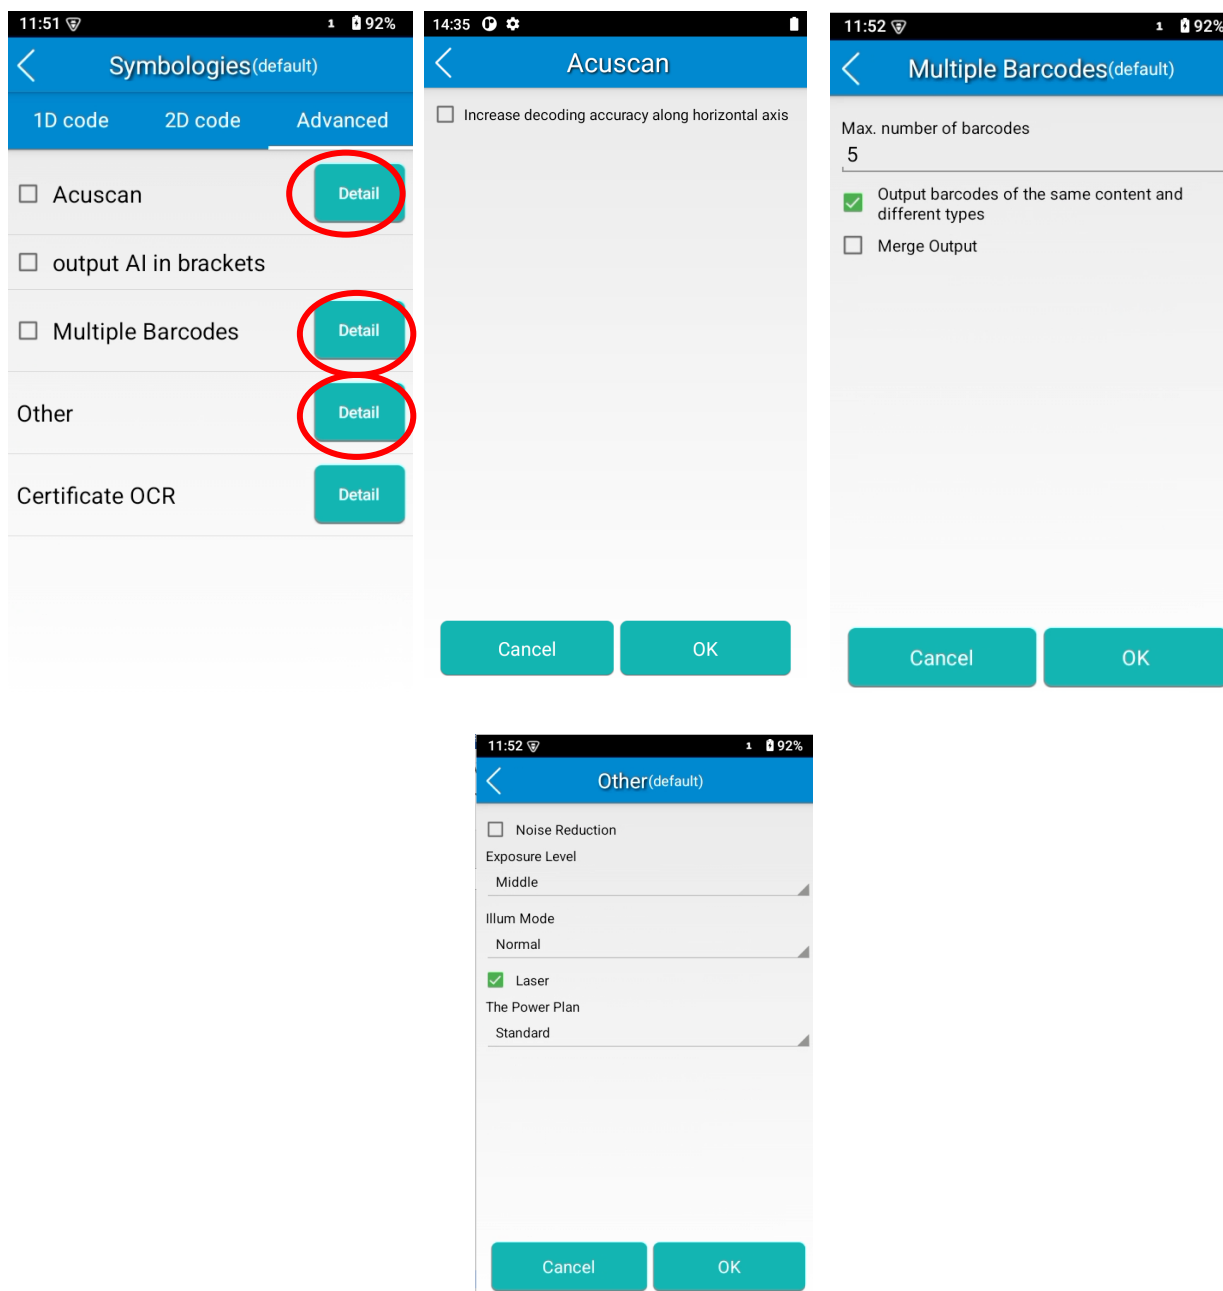 11:51 1 92%
Symbologies(default)
1D code 2D code Advanced
Acuscan Detail
output AI in brackets
Multiple Barcodes Detail
Other Detail
Certificate OCR Detail
14:35
Acuscan
Increase decoding accuracy along horizontal axis
Cancel OK
11:52 1 92%
Multiple Barcodes(default)
Max. number of barcodes
5
Output barcodes of the same content and
different types
Merge Output
Cancel OK
11:52 1 92%
Other(default)
Noise Reduction
Exposure Level
Middle
Illum Mode
Normal
Laser
The Power Plan
Standard
Cancel OK